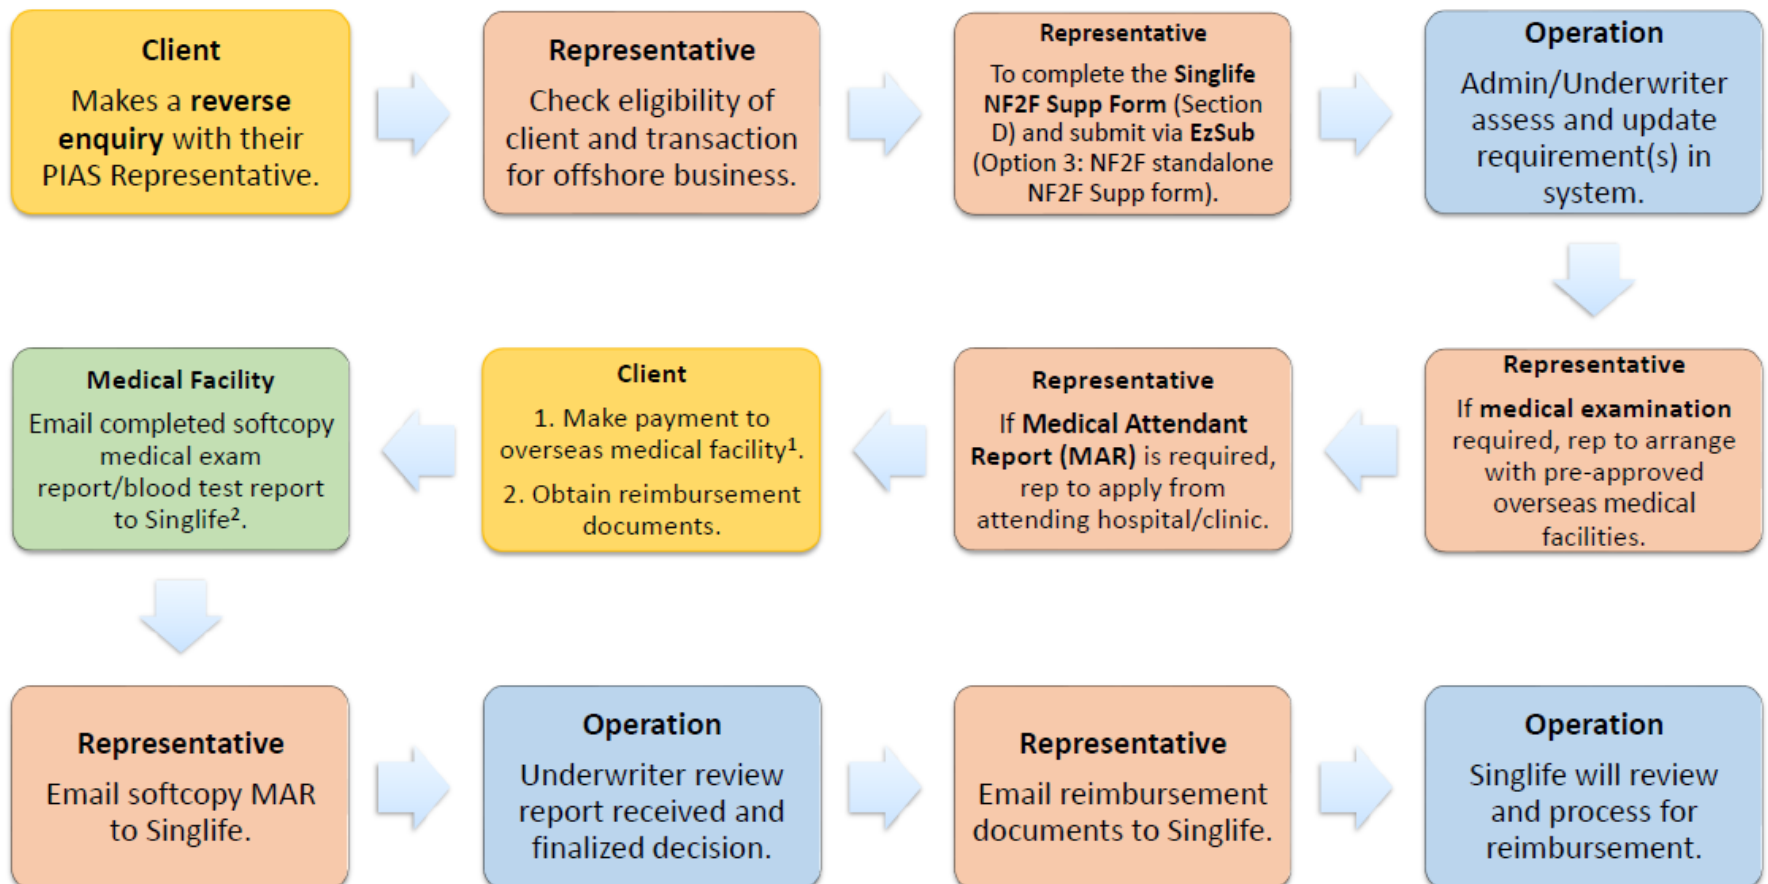 Client
Makes a reverse
enquiry with their
PIAS Representative.
Representative
Check eligibility of
client and transaction
for offshore business.
Representative
To complete the Singlife
NF2F Supp Form (Section
D) and submit via EzSub
(Option 3: NF2F standalone
NF2F Supp form).
Operation
Admin/Underwriter
assess and update
requirement(s) in
system.
Representative
If medical examination
required, rep to arrange
with pre-approved
overseas medical
facilities.
Representative
If Medical Attendant
Report (MAR) is required,
rep to apply from
attending hospital/clinic.
Client
1. Make payment to
overseas medical facility¹.
2. Obtain reimbursement
documents.
Medical Facility
Email completed softcopy
medical exam
report/blood test report
to Singlife².
Representative
Email softcopy MAR
to Singlife.
Operation
Underwriter review
report received and
finalized decision.
Representative
Email reimbursement
documents to Singlife.
Operation
Singlife will review
and process for
reimbursement.